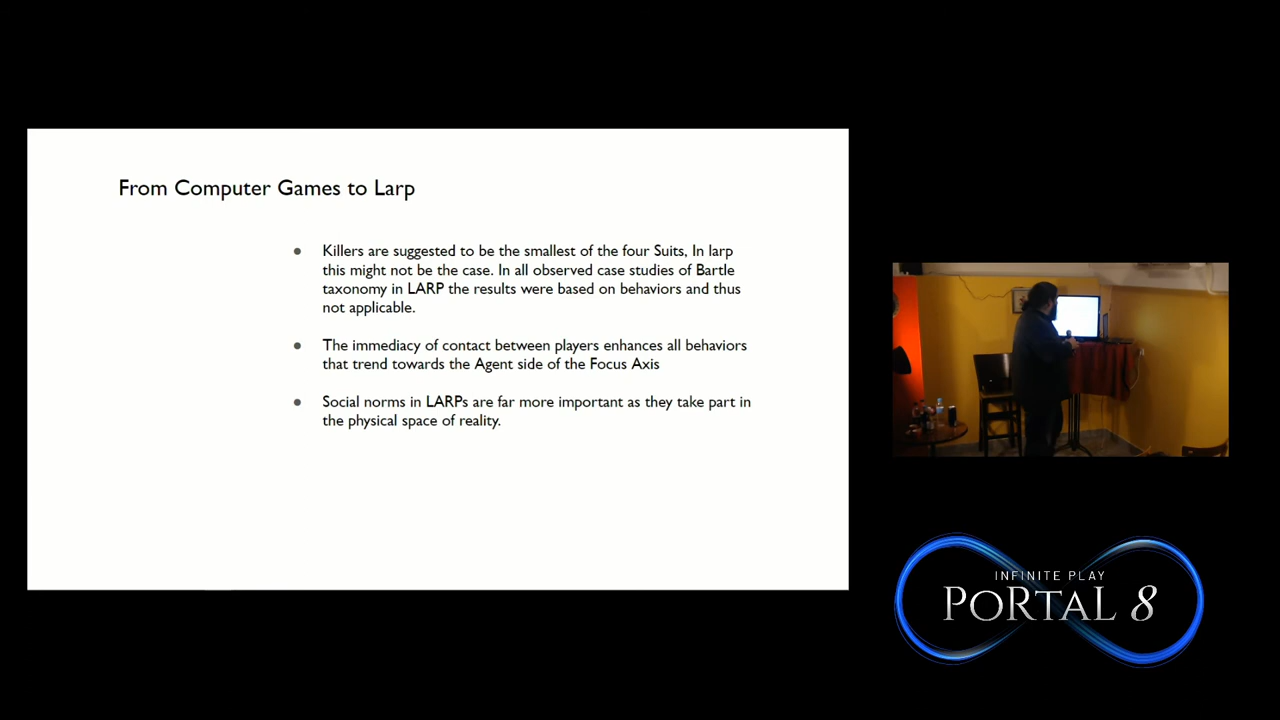 From Computer Games to Larp
● Killers are suggested to be the smallest of the four Suits, In larp
this might not be the case. In all observed case studies of Bartle
taxonomy in LARP the results were based on behaviors and thus
not applicable.
● The immediacy of contact between players enhances all behaviors
that trend towards the Agent side of the Focus Axis
● Social norms in LARPs are far more important as they take part in
the physical space of reality.
INFINITE PLAY
PORTAL 8